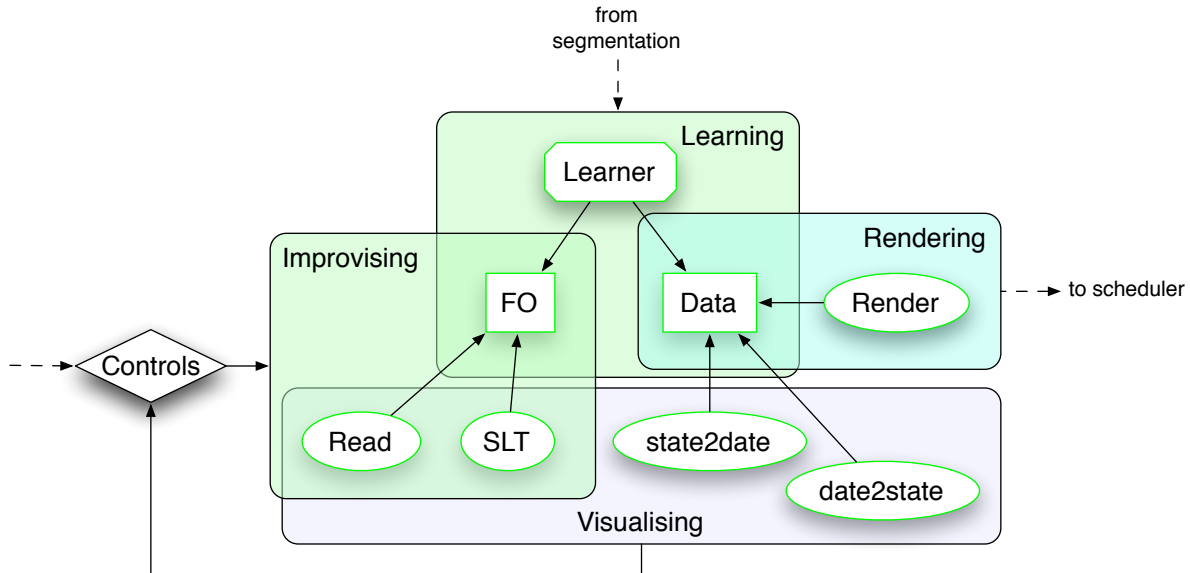 from
segmentation
Learning
Learner
Rendering
Improvising
FO
Data
Render
to scheduler
Controls
Read
SLT
state2date
date2state
Visualising